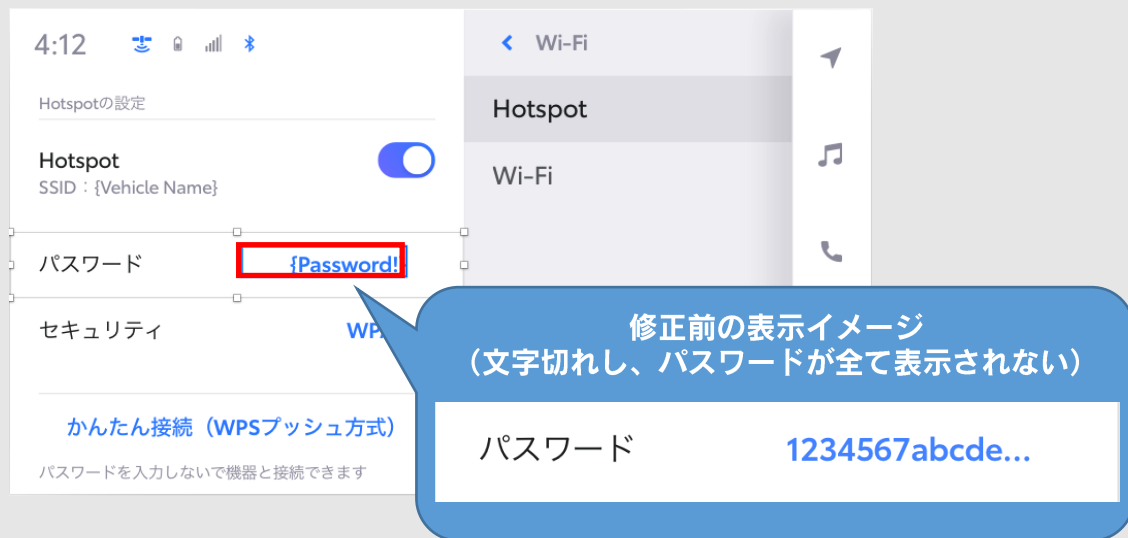 4:12
Hotspotの設定
Hotspot
SSID：{Vehicle Name}
パスワード
{Password!
セキュリティ
かんたん接続（WPSプッシュ方式）
パスワードを入力しないで機器と接続できます
Wi-Fi
Hotspot
Wi-Fi
修正前の表示イメージ
（文字切れし、パスワードが全て表示されない）
パスワード
1234567abcde...